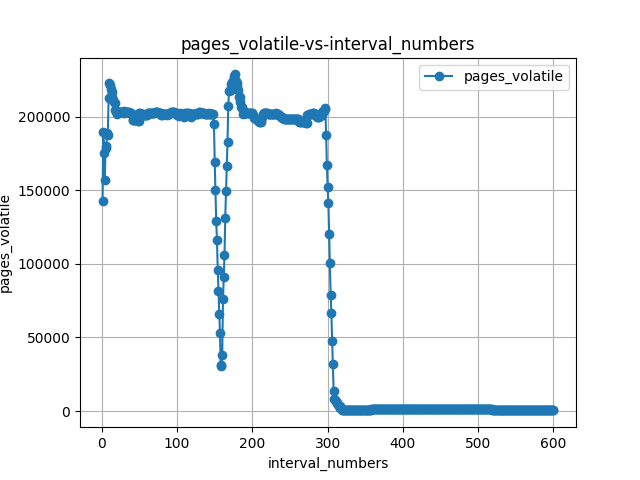 pages_volatile-vs-interval_numbers
pages_volatile
200000
150000
100000
50000
0
pages_volatile
0 100 200 300 400 500 600
interval_numbers